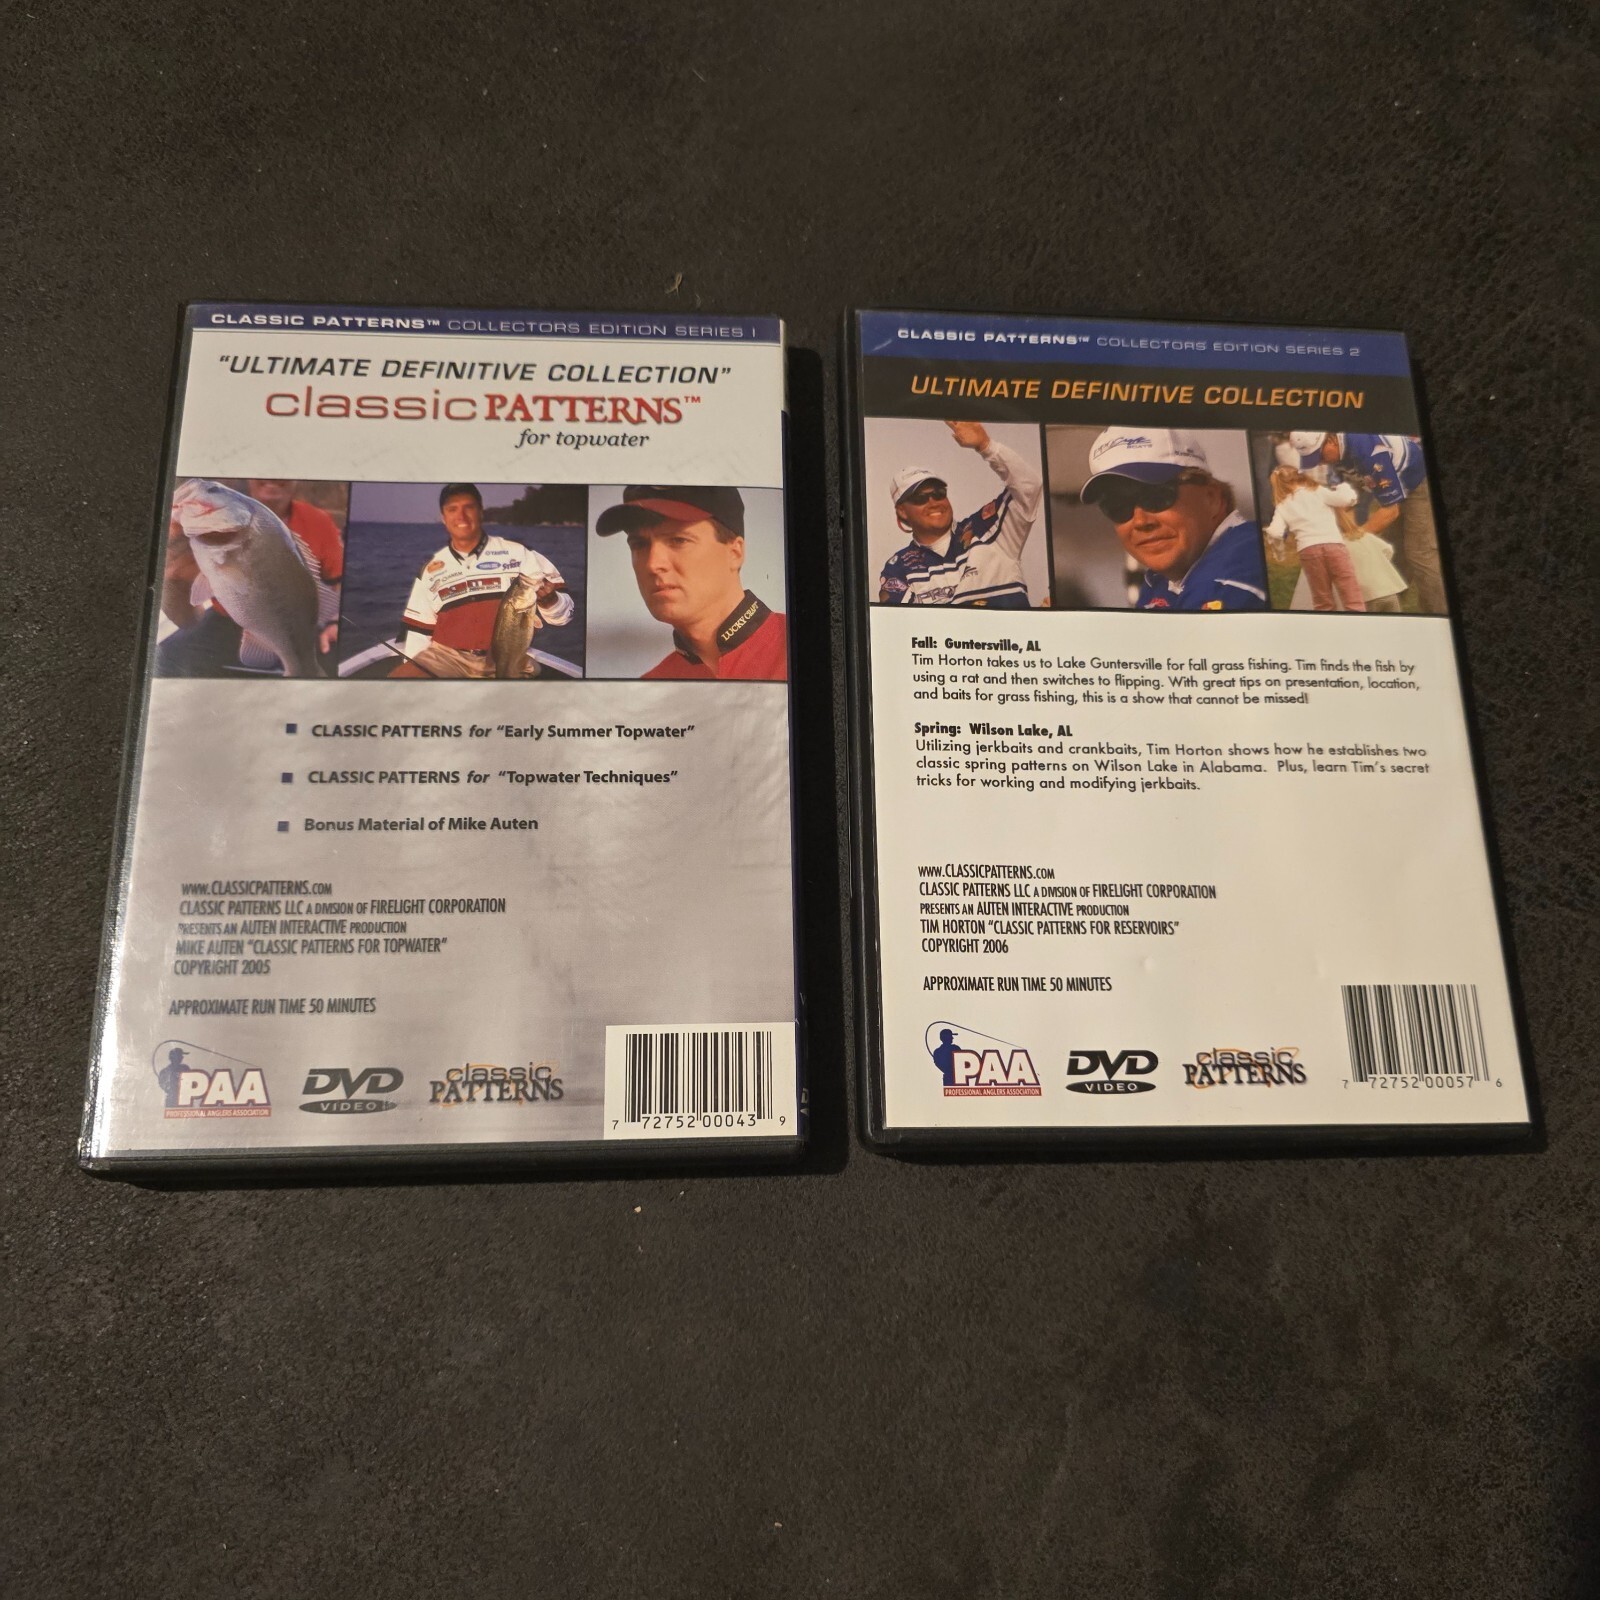 CLASSIC PATTERNS™ COLLECTORS EDITION SERIES 1
"ULTIMATE DEFINITIVE COLLECTION"
classic PATTERNS™
for topwater
LUCKY CRAFT
CLASSIC PATTERNS for "Early Summer Topwater"
CLASSIC PATTERNS for "Topwater Techniques"
Bonus Material of Mike Auten
WWW.CLASSICPATTERNS.COM
CLASSIC PATTERNS LLC A DIVISION OF FIRELIGHT CORPORATION
PRESENTS AN AUTEN INTERACTIVE PRODUCTION
MIKE AUTEN "CLASSIC PATTERNS FOR TOPWATER"
COPYRIGHT 2005
APPROXIMATE RUN TIME 50 MINUTES
PAA
PROFESSIONAL ANGLERS ASSOCIATION
DVD
VIDEO
classic
PATTERNS
7 72752 00043 9
CLASSIC PATTERNS™ COLLECTORS EDITION SERIES 2
ULTIMATE DEFINITIVE COLLECTION
Fall: Guntersville, AL
Tim Horton takes us to Lake Guntersville for fall grass fishing. Tim finds the fish by
using a rat and then switches to flipping. With great tips on presentation, location,
and baits for grass fishing, this is a show that cannot be missed!
Spring: Wilson Lake, AL
Utilizing jerkbaits and crankbaits, Tim Horton shows how he establishes two
classic spring patterns on Wilson Lake in Alabama. Plus, learn Tim's secret
tricks for working and modifying jerkbaits.
WWW.CLASSICPATTERNS.COM
CLASSIC PATTERNS LLC A DIVISION OF FIRELIGHT CORPORATION
PRESENTS AN AUTEN INTERACTIVE PRODUCTION
TIM HORTON "CLASSIC PATTERNS FOR RESERVOIRS"
COPYRIGHT 2006
APPROXIMATE RUN TIME 50 MINUTES
PAA
PROFESSIONAL ANGLERS ASSOCIATION
DVD
VIDEO
classic
PATTERNS
7 72752 00057 6